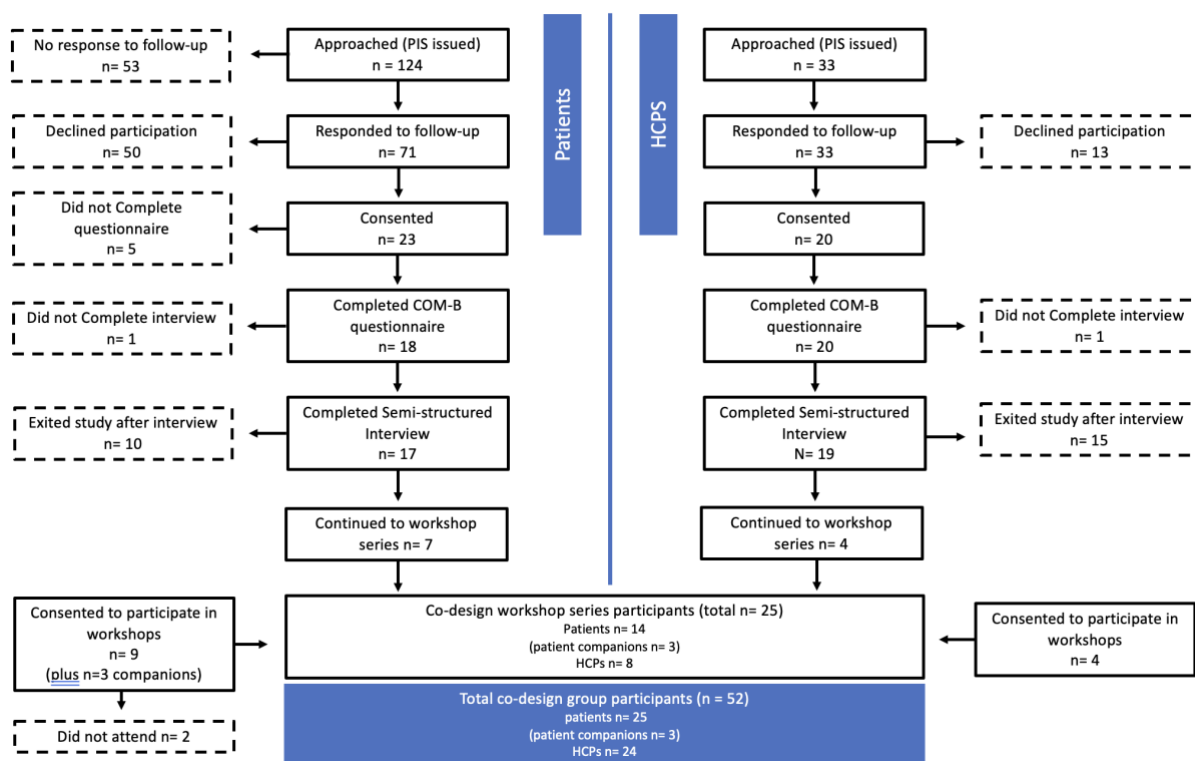 No response to follow-up
n= 53
Approached (PIS issued)
n = 124
Patients
HCPS
Approached (PIS issued)
n = 33
Declined participation
n= 50
Responded to follow-up
n= 71
Responded to follow-up
n= 33
Declined participation
n= 13
Did not Complete
questionnaire
n= 5
Consented
n= 23
Consented
n= 20
Did not Complete interview
n= 1
Completed COM-B
questionnaire
n= 18
Completed COM-B
questionnaire
n= 20
Did not Complete interview
n= 1
Exited study after interview
n= 10
Completed Semi-structured
Interview
n= 17
Completed Semi-structured
Interview
N= 19
Exited study after interview
n= 15
Continued to workshop
series n= 7
Continued to workshop
series n= 4
Consented to participate in
workshops
n= 9
(plus n=3 companions)
Co-design workshop series participants (total n= 25)
Patients n= 14
(patient companions n= 3)
HCPs n= 8
Consented to participate in
workshops
n= 4
Did not attend n= 2
Total co-design group participants (n = 52)
patients n= 25
(patient companions n= 3)
HCPs n= 24